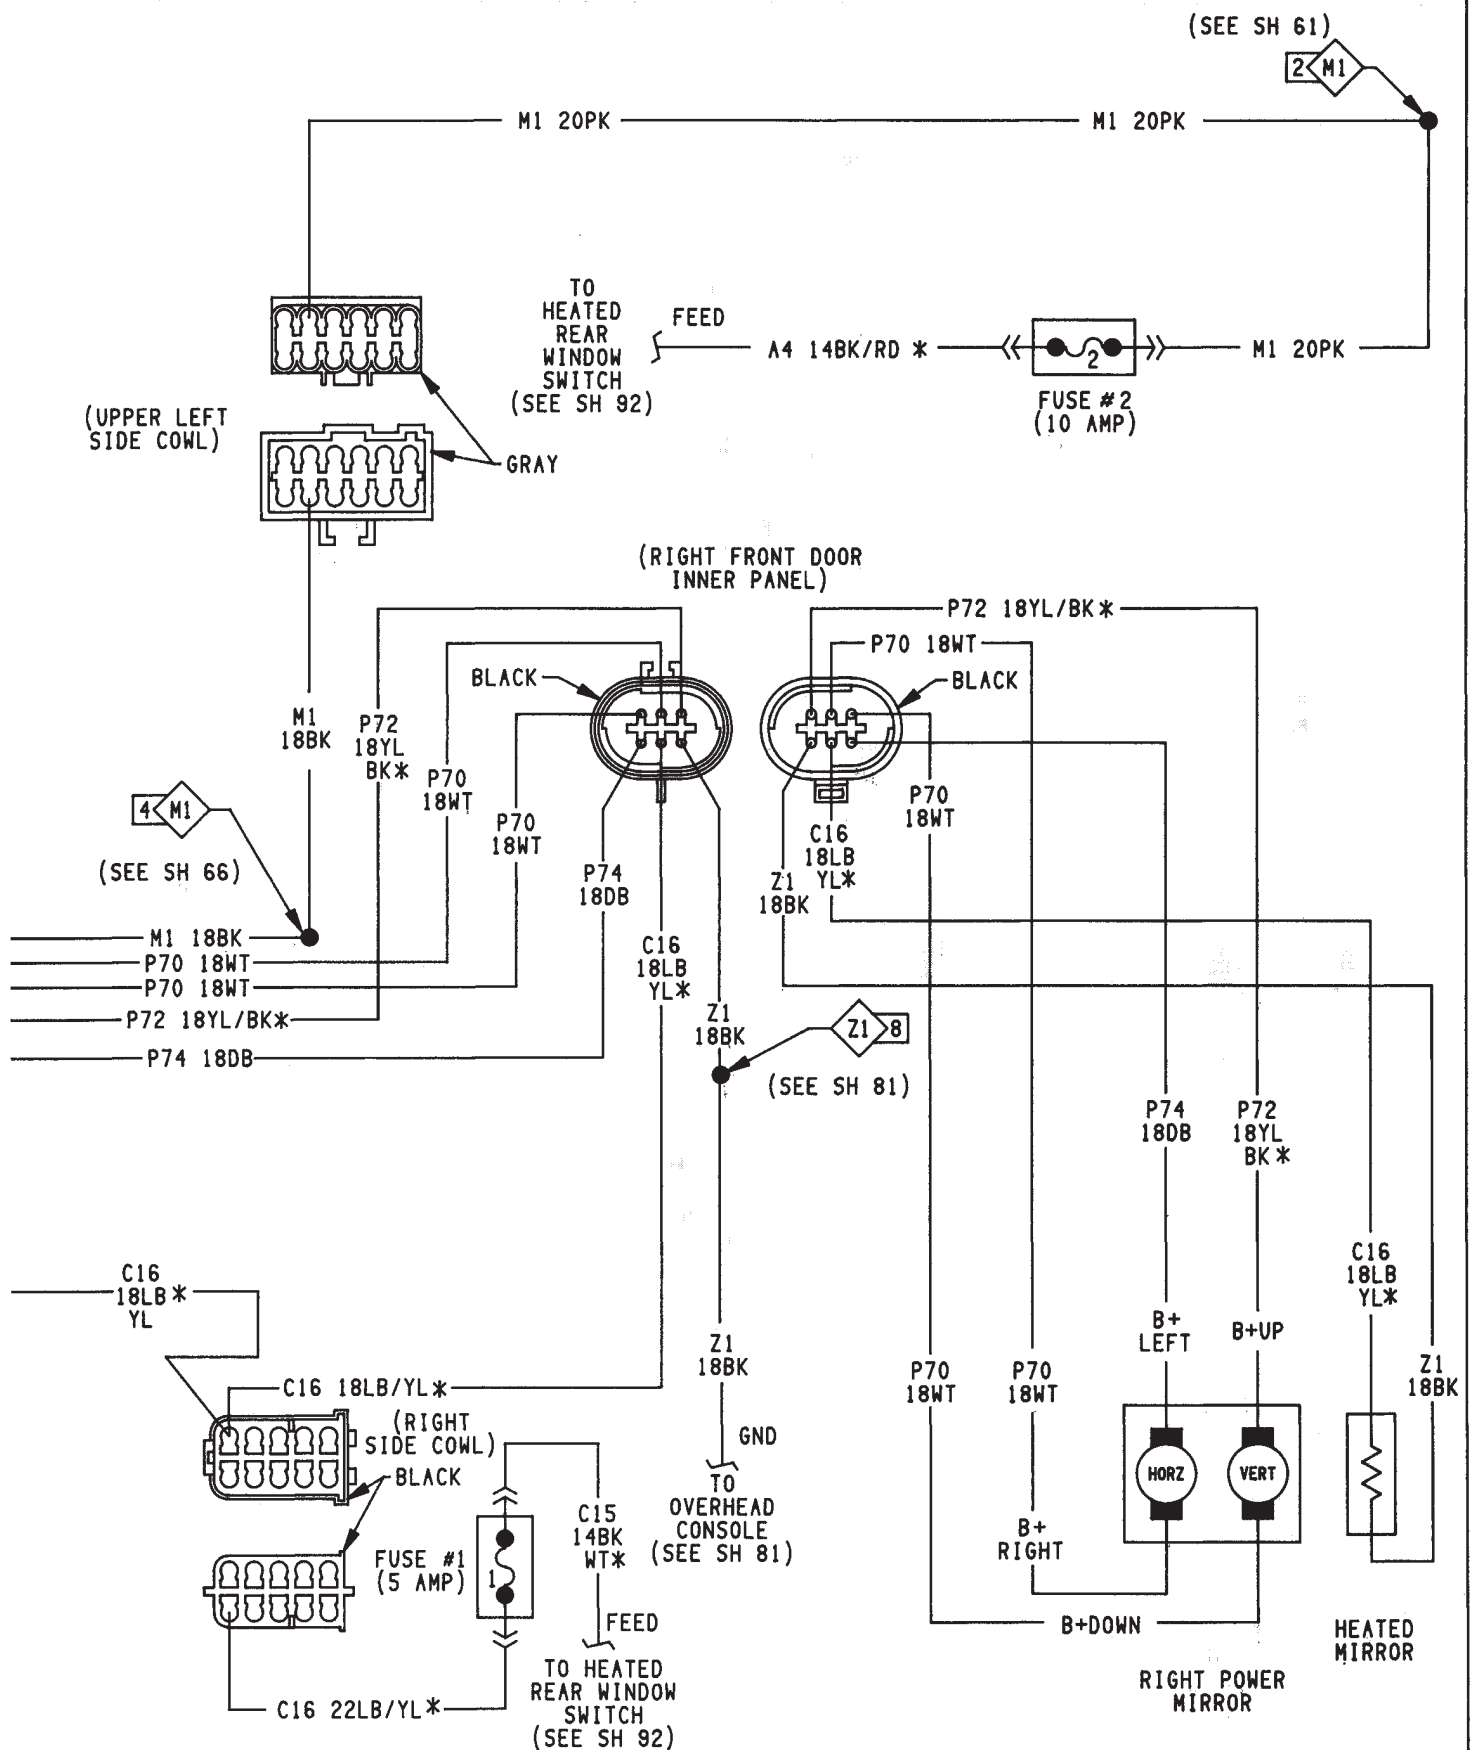 (SEE SH 61)
2 M1
M1 20PK
M1 20PK
TO
HEATED
REAR
WINDOW
SWITCH
(SEE SH 92)
FEED
A4 14BK/RD *
2
M1 20PK
FUSE #2
(10 AMP)
(UPPER LEFT
SIDE COWL)
GRAY
(RIGHT FRONT DOOR
INNER PANEL)
P72 18YL/BK*
P70 18WT
BLACK
BLACK
M1
18BK
P72
18YL
BK*
P70
18WT
P70
18WT
P74
18DB
P70
18WT
C16
18LB
YL*
Z1
18BK
4 M1
(SEE SH 66)
M1 18BK
P70 18WT
P70 18WT
P72 18YL/BK*
P74 18DB
C16
18LB
YL*
Z1
18BK
Z1 8
(SEE SH 81)
P74
18DB
P72
18YL
BK*
C16
18LB*
YL
C16
18LB
YL*
B+
LEFT
B+UP
Z1
18BK
P70
18WT
P70
18WT
Z1
18BK
C16 18LB/YL*
(RIGHT
SIDE COWL)
BLACK
GND
TO
OVERHEAD
CONSOLE
(SEE SH 81)
HORZ
VERT
C15
14BK
WT*
FUSE #1
(5 AMP)
1
B+
RIGHT
FEED
B+DOWN
HEATED
MIRROR
TO HEATED
REAR WINDOW
SWITCH
(SEE SH 92)
C16 22LB/YL*
RIGHT POWER
MIRROR